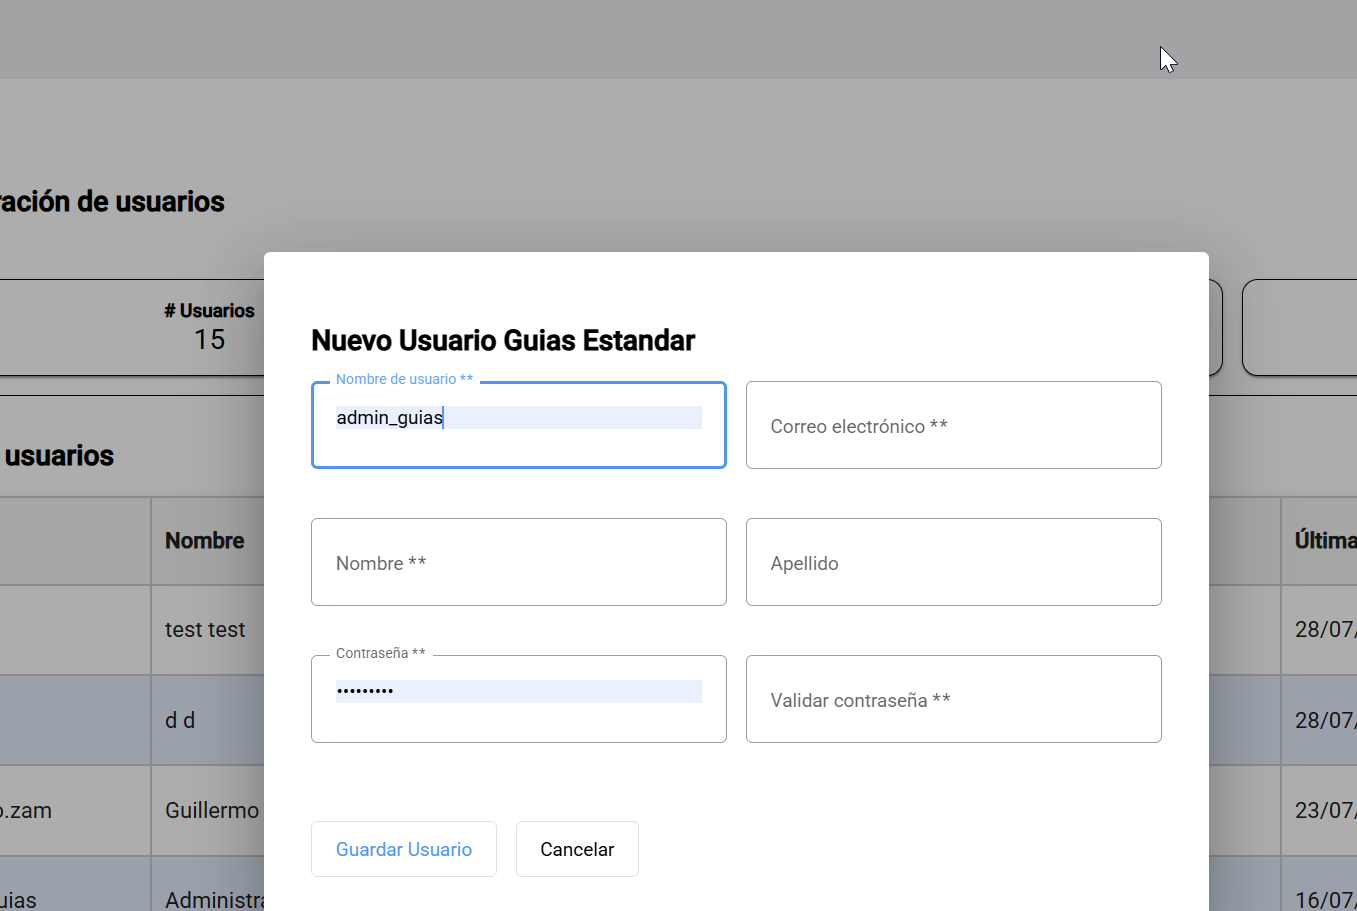 ración de usuarios
# Usuarios
15
Nuevo Usuario Guias Estandar
Nombre de usuario **
admin_guias
Correo electrónico **
usuarios
Nombre
Última
Nombre **
Apellido
test test
28/07/
Contraseña **
•••••••••
Validar contraseña **
d d
28/07/
o.zam
Guillermo
23/07/
Guardar Usuario
Cancelar
uias
Administra
16/07/